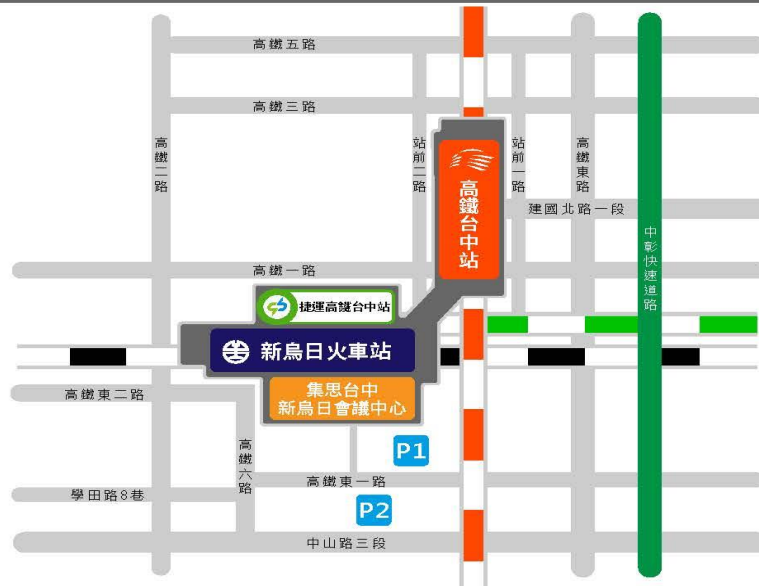 高鐵五路
高鐵三路
高鐵二路
站前二路
站前一路
高鐵東路
高鐵台中站
建國北路一段
中彰快速道路
高鐵一路
捷運高鐵台中站
新烏日火車站
高鐵東二路
集思台中
新烏日會議中心
高鐵六路
P1
高鐵東一路
學田路8巷
P2
中山路三段